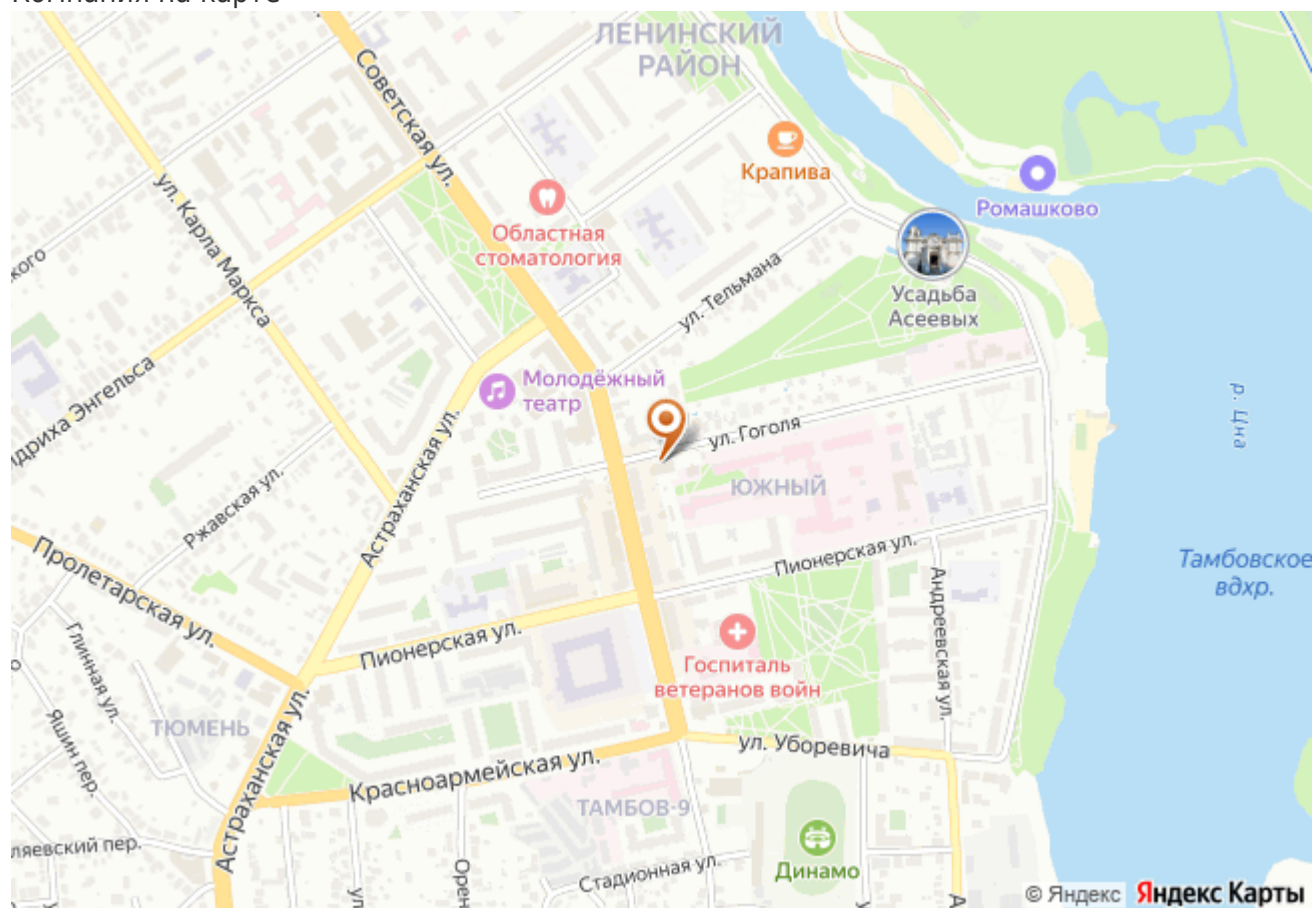 ЛЕНИНСКИЙ
РАЙОН
Советская ул.
Крапива
Ромашково
ул. Карла Маркса
Областная
стоматология
ул. Тельмана
Усадьба
Асеевых
Молодёжный
театр
р. Цна
ул. Гоголя
ЮЖНЫЙ
Астраханская ул.
Ржавская ул.
Пролетарская ул.
Пионерская ул.
Тамбовское
вдхр.
Андреевская ул.
Глинная ул.
Пионерская ул.
Госпиталь
ветеранов войн
ТЮМЕНЬ
Яшин пер.
ул. Уборевича
Красноармейская ул.
Астраханская ул.
ТАМБОВ-9
Динамо
Стадионная ул.
© Яндекс Яндекс Карты